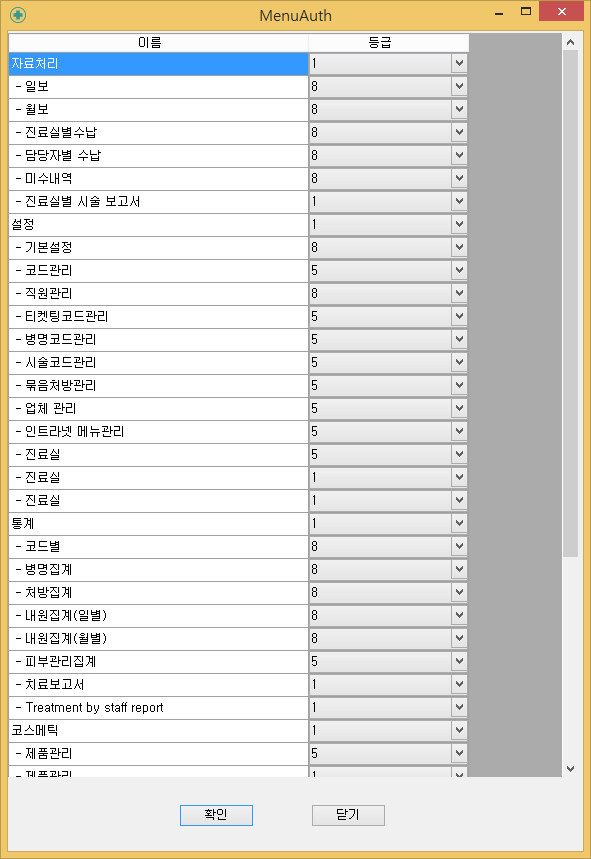 MenuAuth
이름 등급
자료처리 1
- 일보 8
- 월보 8
- 진료실별수납 8
- 담당자별 수납 8
- 미수내역 8
- 진료실별 시술 보고서 1
설정 1
- 기본설정 8
- 코드관리 5
- 직원관리 8
- 티켓팅코드관리 5
- 병명코드관리 5
- 시술코드관리 5
- 묶음처방관리 5
- 업체 관리 5
- 인트라넷 메뉴관리 5
- 진료실 5
- 진료실 1
- 진료실 1
통계 1
- 코드별 8
- 병명집계 8
- 처방집계 8
- 내원집계(일별) 8
- 내원집계(월별) 8
- 피부관리집계 5
- 치료보고서 1
- Treatment by staff report 1
코스메틱 1
- 제품관리 5
- 제품관리 1
확인 닫기